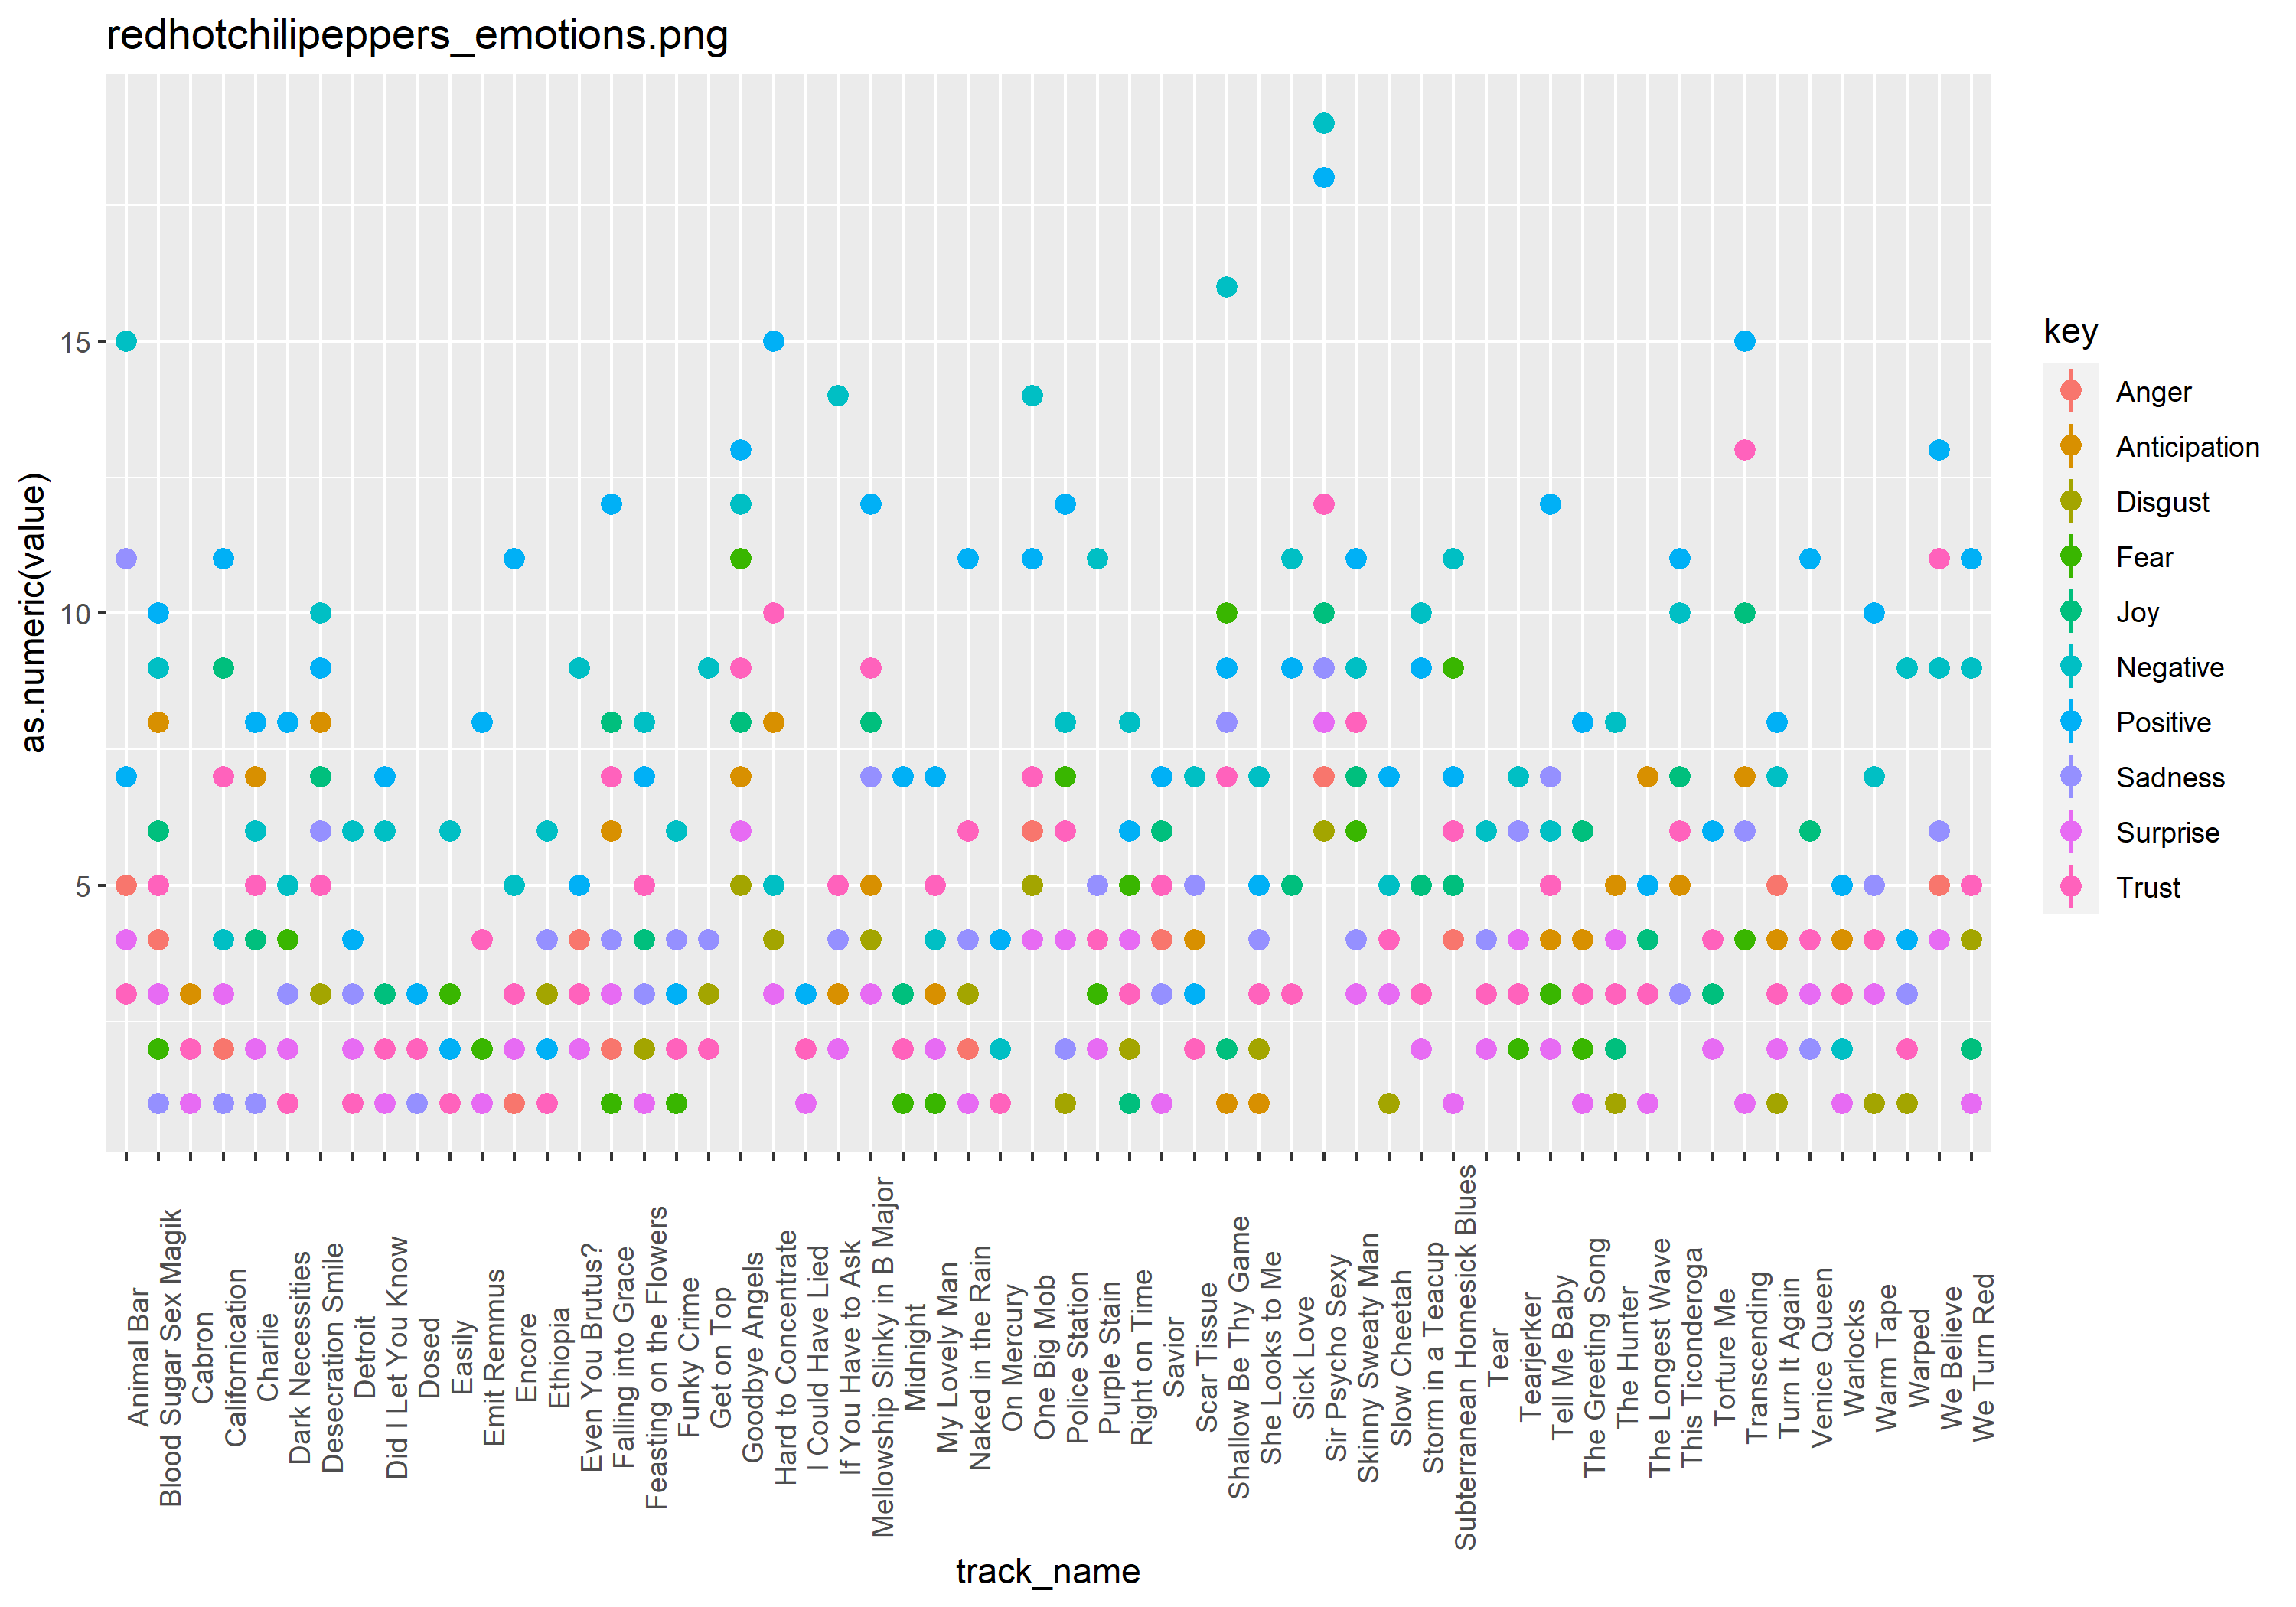 redhotchilipeppers_emotions.png
as.numeric(value)
15
10
5
Animal Bar
Blood Sugar Sex Magik
Cabron
Californication
Charlie
Dark Necessities
Desecration Smile
Detroit
Did I Let You Know
Dosed
Easily
Emit Remmus
Encore
Ethiopia
Even You Brutus?
Falling into Grace
Feasting on the Flowers
Funky Crime
Get on Top
Goodbye Angels
Hard to Concentrate
I Could Have Lied
If You Have to Ask
Mellowship Slinky in B Major
Midnight
My Lovely Man
Naked in the Rain
On Mercury
One Big Mob
Police Station
Purple Stain
Right on Time
Savior
Scar Tissue
Shallow Be Thy Game
She Looks to Me
Sick Love
Sir Psycho Sexy
Skinny Sweaty Man
Slow Cheetah
Storm in a Teacup
Subterranean Homesick Blues
Tear
Tearjerker
Tell Me Baby
The Greeting Song
The Hunter
The Longest Wave
This Ticonderoga
Torture Me
Transcending
Turn It Again
Venice Queen
Warlocks
Warm Tape
Warped
We Believe
We Turn Red
track_name
key
Anger
Anticipation
Disgust
Fear
Joy
Negative
Positive
Sadness
Surprise
Trust